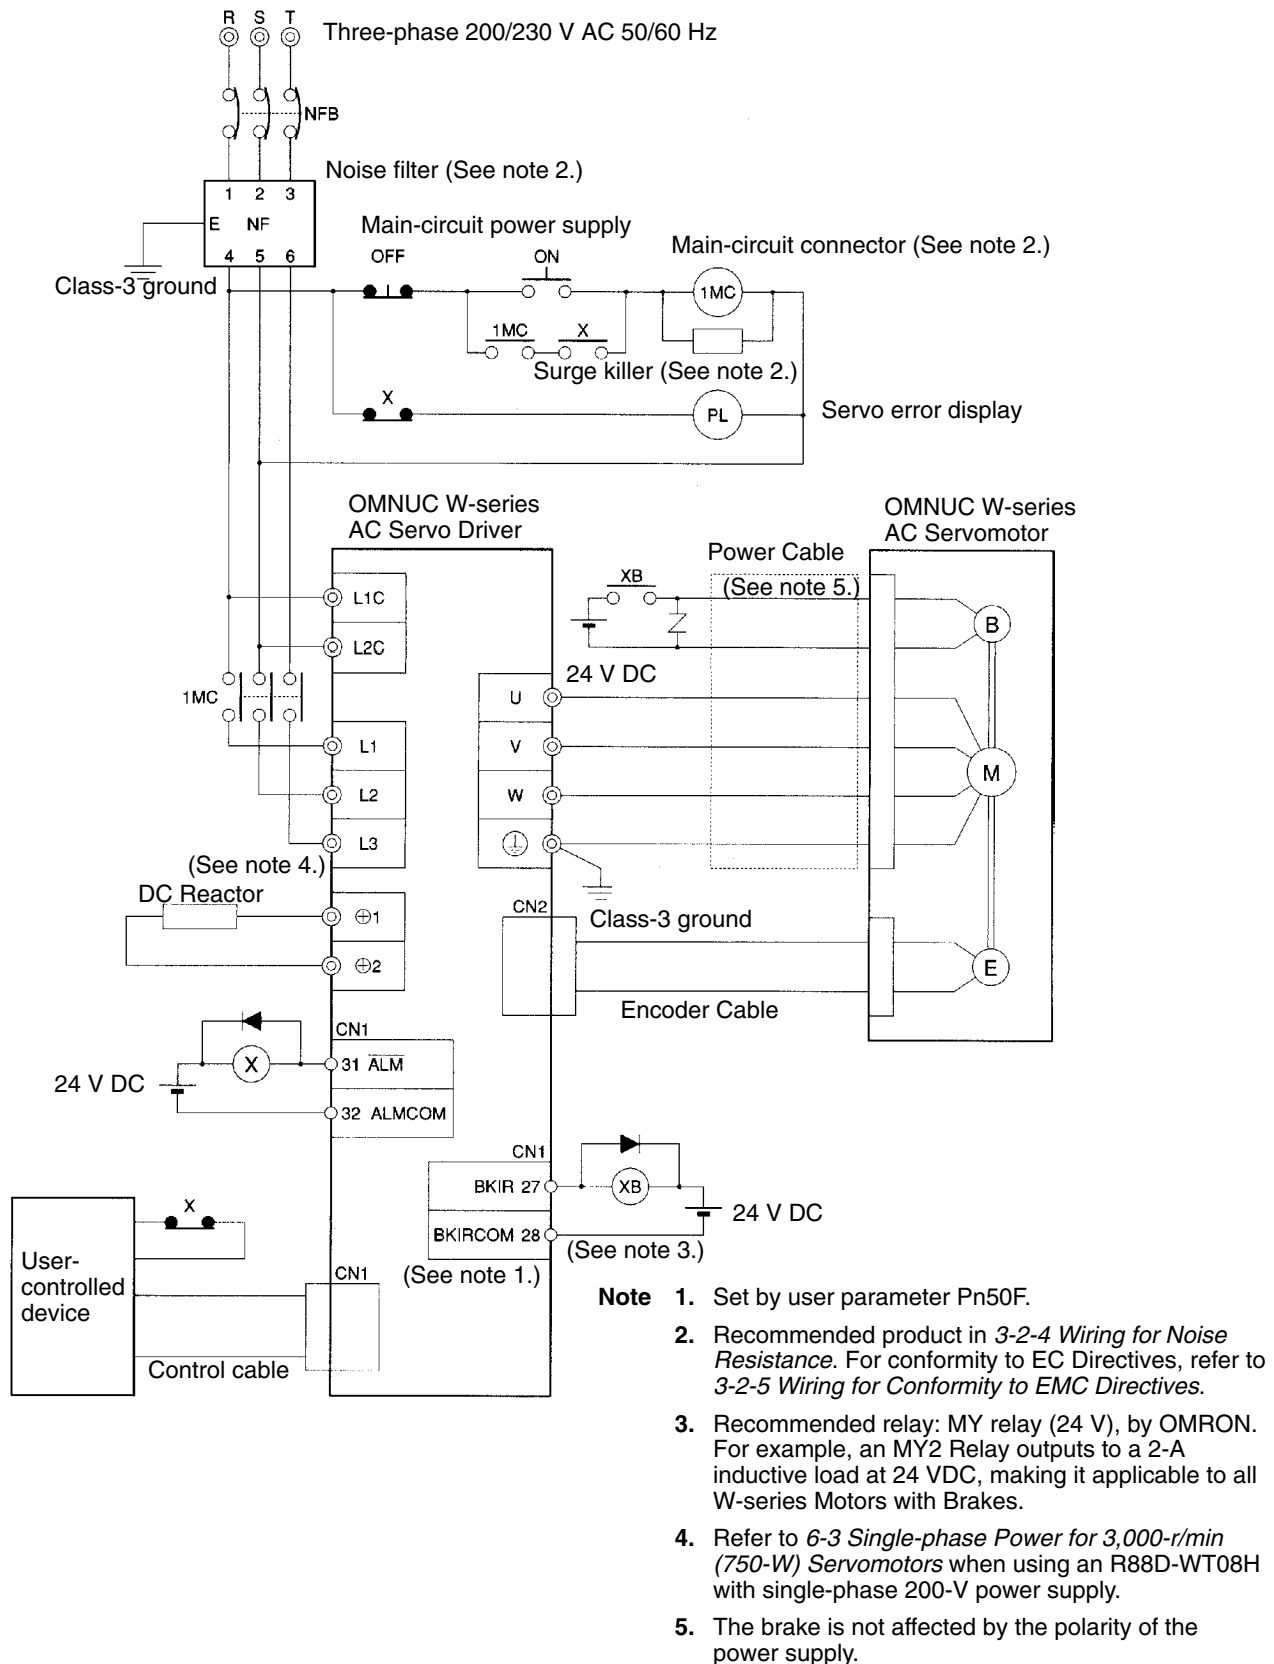 R S T
Three-phase 200/230 V AC 50/60 Hz
NFB
Noise filter (See note 2.)
1 2 3
E NF
4 5 6
Class-3 ground
Main-circuit power supply
OFF
ON
Main-circuit connector (See note 2.)
1MC
1MC X
Surge killer (See note 2.)
X
PL
Servo error display
OMNUC W-series
AC Servo Driver
OMNUC W-series
AC Servomotor
Power Cable
(See note 5.)
XB
24 V DC
B
L1C
L2C
1MC
L1
L2
L3
U
V
W
M
(See note 4.)
DC Reactor
⊕1
⊕2
CN2
Class-3 ground
E
Encoder Cable
CN1
X
24 V DC
31 ALM
32 ALMCOM
CN1
BKIR 27
XB
24 V DC
BKIRCOM 28
(See note 3.)
(See note 1.)
X
User-
controlled
device
CN1
Control cable
Note 1. Set by user parameter Pn50F.
2. Recommended product in 3-2-4 Wiring for Noise
Resistance. For conformity to EC Directives, refer to
3-2-5 Wiring for Conformity to EMC Directives.
3. Recommended relay: MY relay (24 V), by OMRON.
For example, an MY2 Relay outputs to a 2-A
inductive load at 24 VDC, making it applicable to all
W-series Motors with Brakes.
4. Refer to 6-3 Single-phase Power for 3,000-r/min
(750-W) Servomotors when using an R88D-WT08H
with single-phase 200-V power supply.
5. The brake is not affected by the polarity of the
power supply.